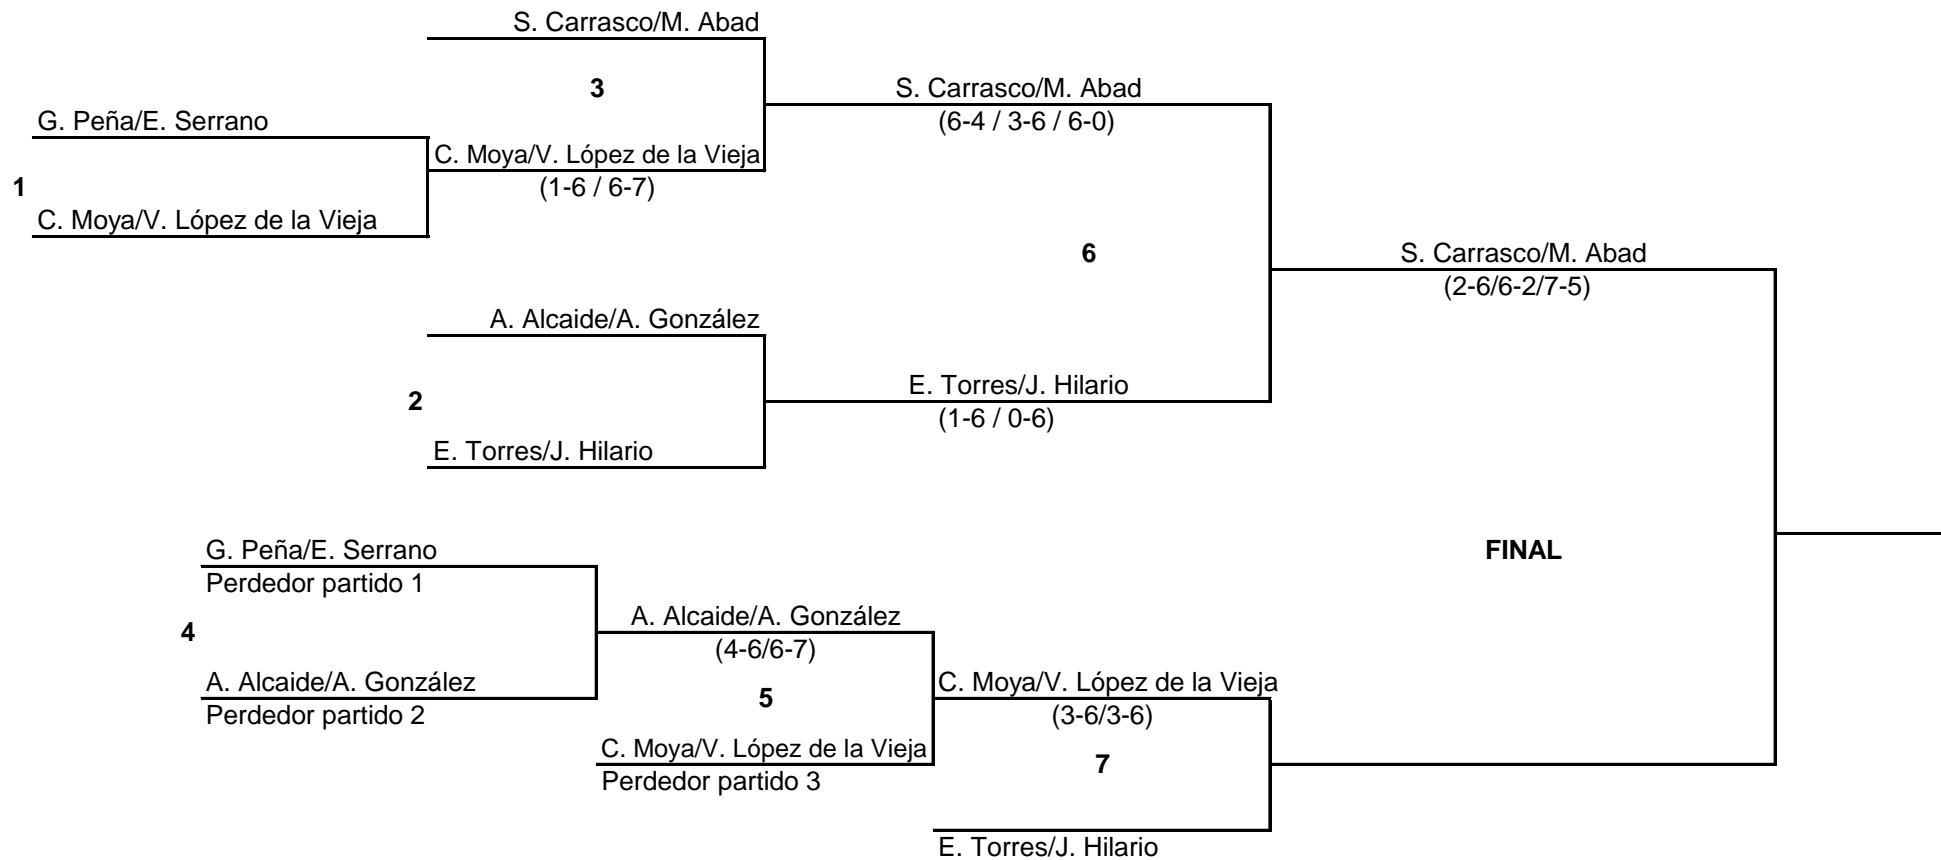 S. Carrasco/M. Abad
3
S. Carrasco/M. Abad
G. Peña/E. Serrano
(6-4 / 3-6 / 6-0)
C. Moya/V. López de la Vieja
1
(1-6 / 6-7)
C. Moya/V. López de la Vieja
6
S. Carrasco/M. Abad
(2-6/6-2/7-5)
A. Alcaide/A. González
E. Torres/J. Hilario
2
(1-6 / 0-6)
E. Torres/J. Hilario
G. Peña/E. Serrano
FINAL
Perdedor partido 1
A. Alcaide/A. González
4
(4-6/6-7)
A. Alcaide/A. González
C. Moya/V. López de la Vieja
5
Perdedor partido 2
(3-6/3-6)
C. Moya/V. López de la Vieja
7
Perdedor partido 3
E. Torres/J. Hilario